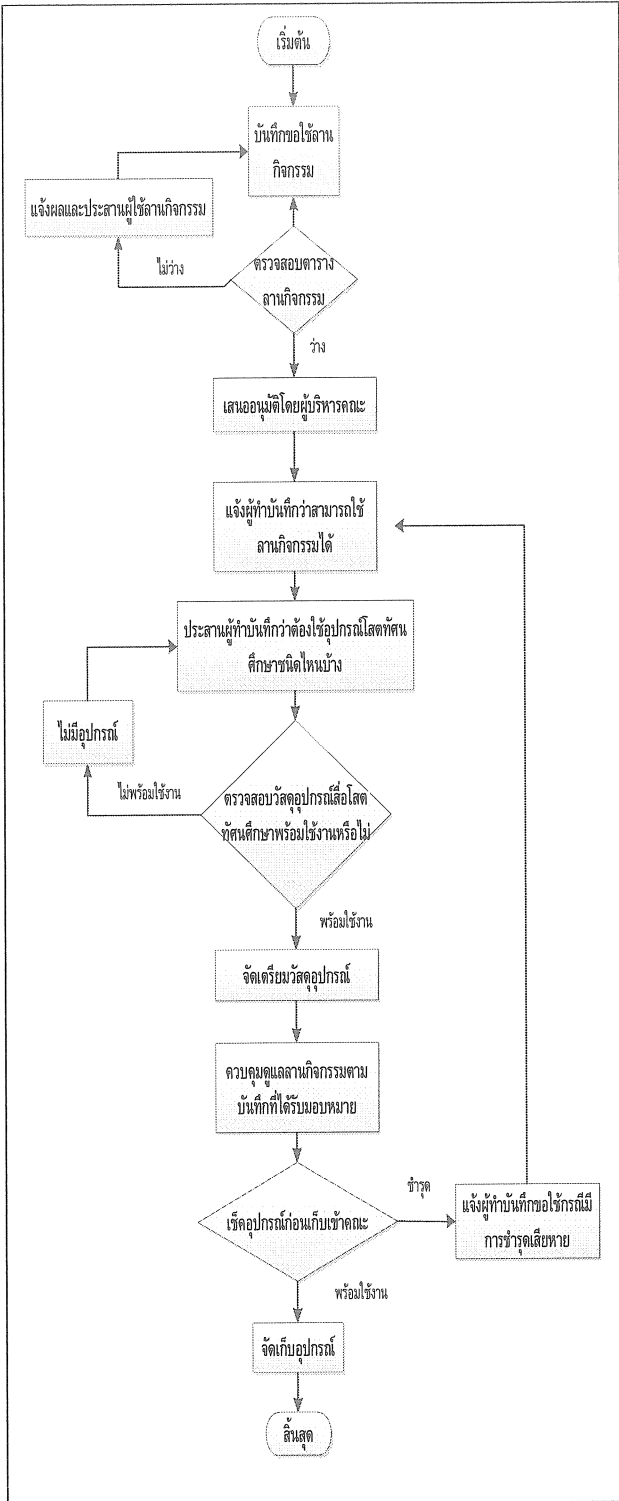 เริ่มต้น
บันทึกขอใช้ลาน
กิจกรรม
แจ้งผลและประสานผู้ใช้ลานกิจกรรม
ไม่ว่าง
ตรวจสอบตาราง
ลานกิจกรรม
ว่าง
เสนออนุมัติโดยผู้บริหารคณะ
แจ้งผู้ทำบันทึกว่าสามารถใช้
ลานกิจกรรมได้
ประสานผู้ทำบันทึกว่าต้องใช้อุปกรณ์โสตทัศน
ศึกษาชนิดไหนบ้าง
ไม่มีอุปกรณ์
ไม่พร้อมใช้งาน
ตรวจสอบวัสดุอุปกรณ์สื่อโสต
ทัศนศึกษาพร้อมใช้งานหรือไม่
พร้อมใช้งาน
จัดเตรียมวัสดุอุปกรณ์
ควบคุมดูแลลานกิจกรรมตาม
บันทึกที่ได้รับมอบหมาย
เช็คอุปกรณ์ก่อนเก็บเข้าคณะ
ชำรุด
แจ้งผู้ทำบันทึกขอใช้กรณีมี
การชำรุดเสียหาย
พร้อมใช้งาน
จัดเก็บอุปกรณ์
สิ้นสุด